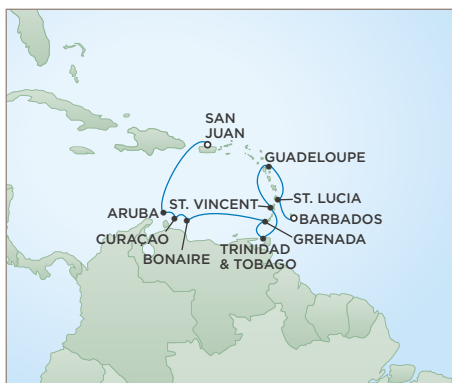 SAN
JUAN
GUADELOUPE
ST. VINCENT
ST. LUCIA
ARUBA
BARBADOS
CURAÇAO
GRENADA
BONAIRE
TRINIDAD
& TOBAGO